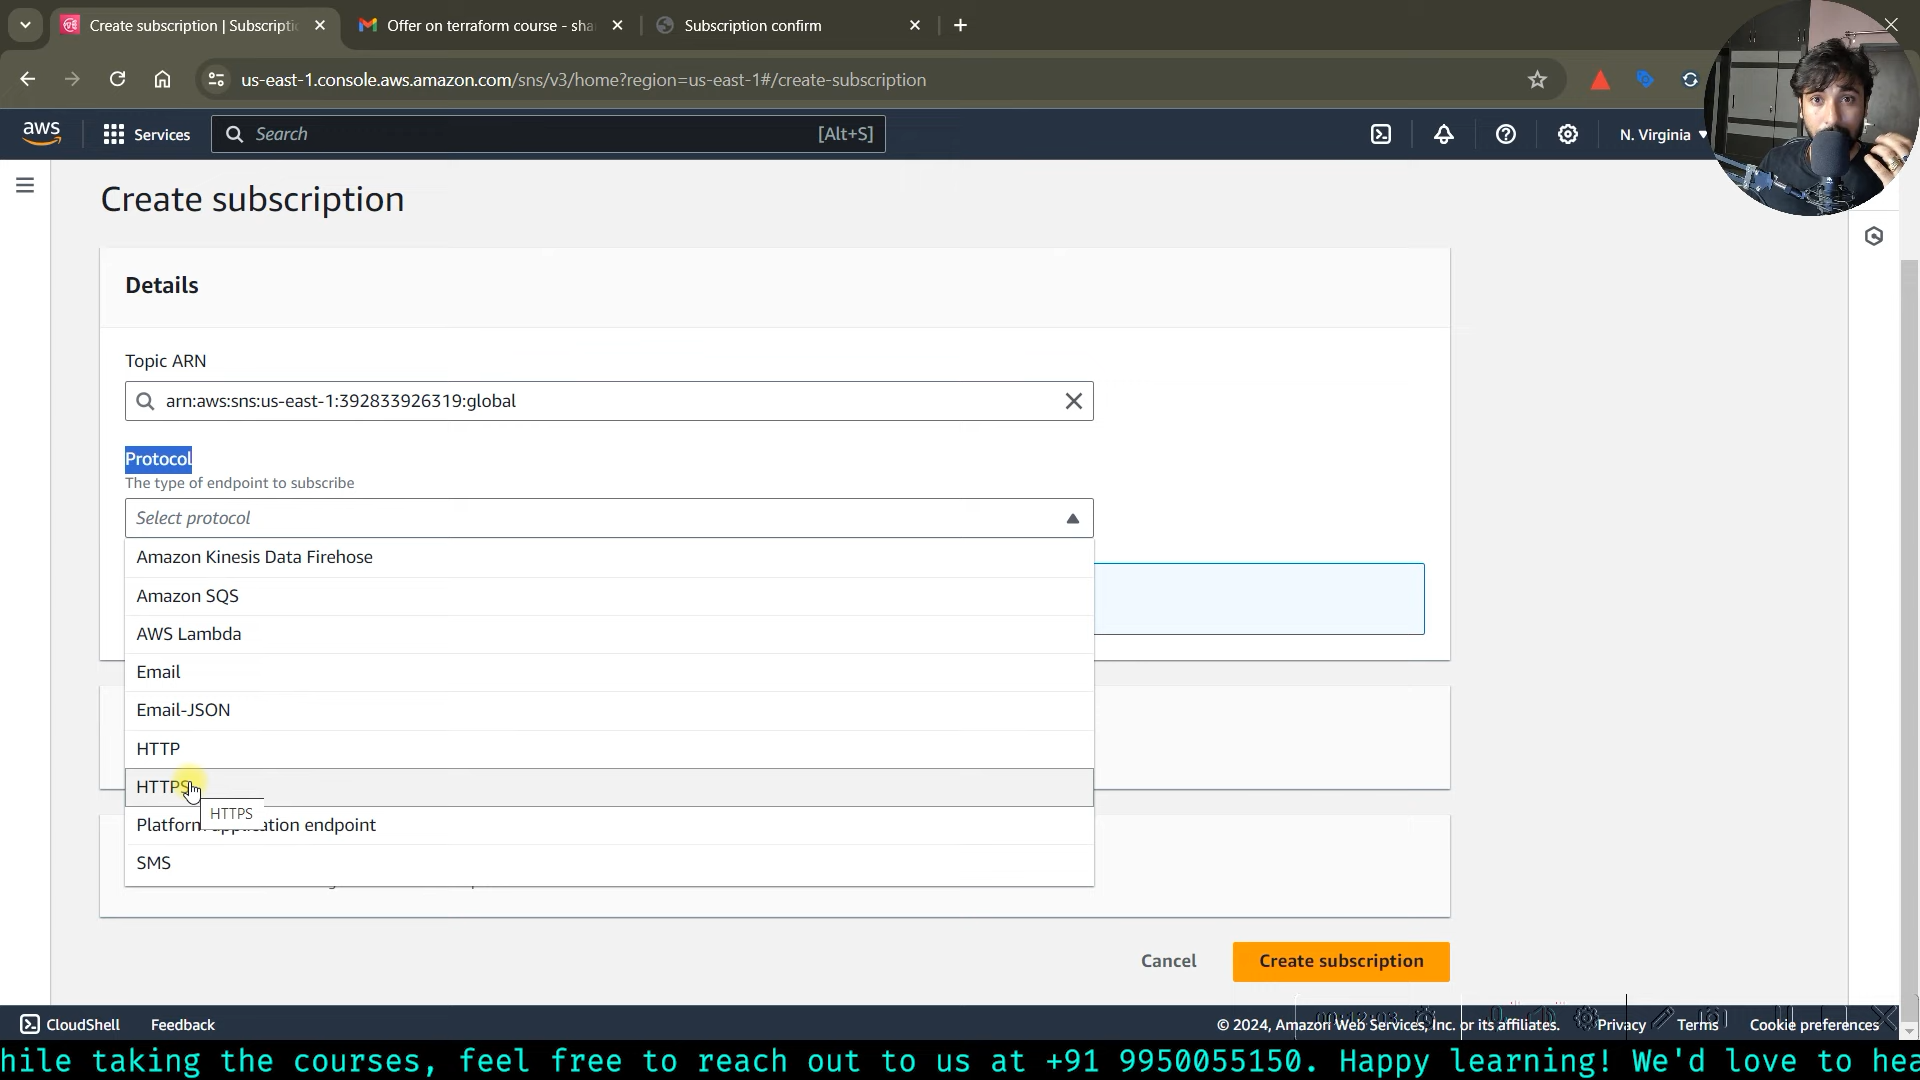 Create subscription | Subscripti
Offer on terraform course - sha
Subscription confirm
us-east-1.console.aws.amazon.com/sns/v3/home?region=us-east-1#/create-subscription
aws
Services
Search
[Alt+S]
N. Virginia
Create subscription
Details
Topic ARN
arn:aws:sns:us-east-1:392833926319:global
Protocol
The type of endpoint to subscribe
Select protocol
Amazon Kinesis Data Firehose
Amazon SQS
AWS Lambda
Email
Email-JSON
HTTP
HTTPS
HTTPS
Platform application endpoint
SMS
Cancel
Create subscription
CloudShell
Feedback
© 2024, Amazon Web Services, Inc. or its affiliates.
Privacy
Terms
Cookie preferences
hile taking the courses, feel free to reach out to us at +91 9950055150. Happy learning! We'd love to hea